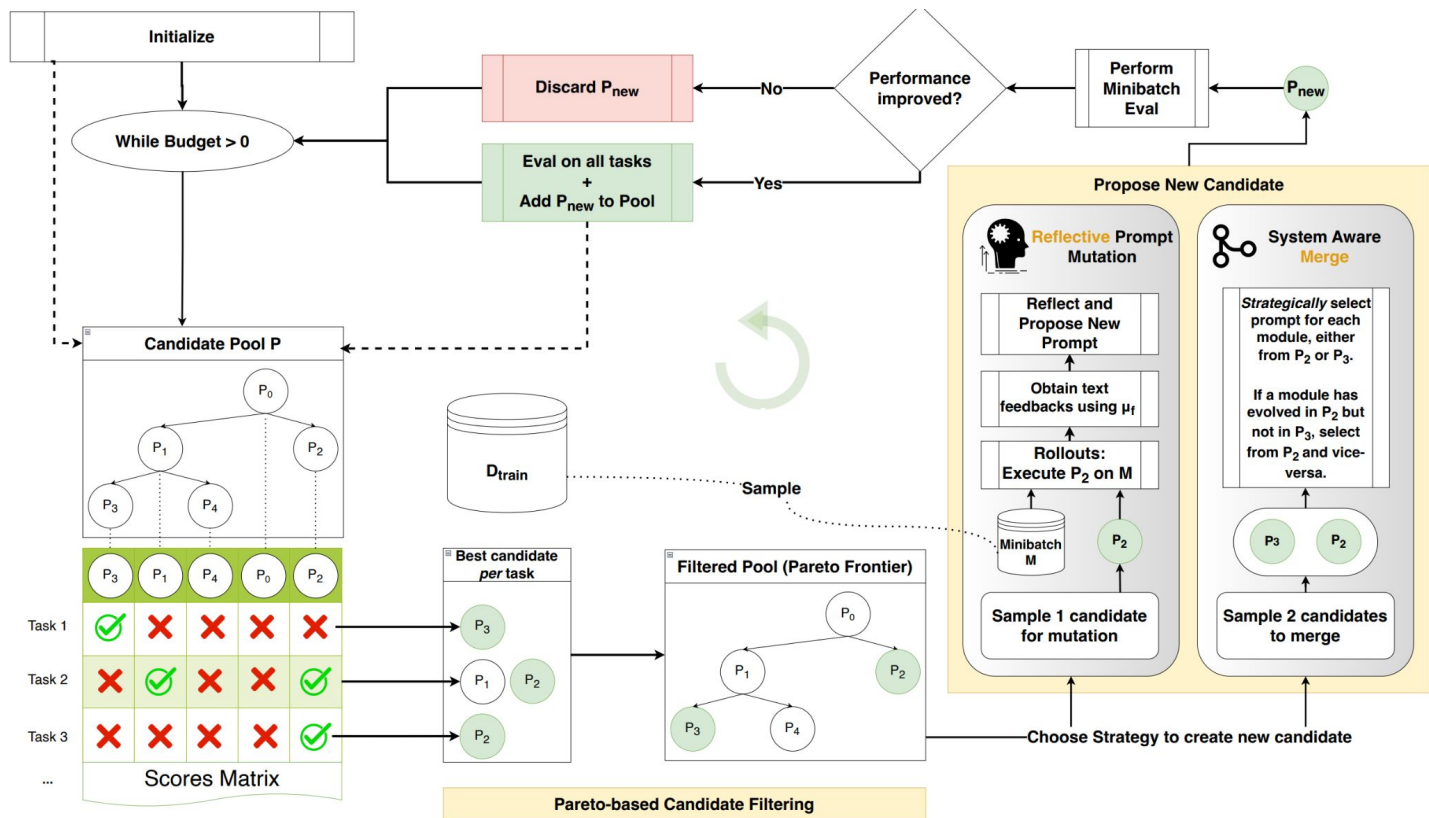 Initialize
While Budget > 0
Discard Pnew
Eval on all tasks
+
Add Pnew to Pool
No
Yes
Performance
improved?
Perform
Minibatch
Eval
Pnew
Candidate Pool P
P0
P1
P2
P3
P4
Dtrain
Sample
P3
P1
P4
P0
P2
Task 1
Task 2
Task 3
...
Scores Matrix
Best candidate
per task
P3
P1
P2
P2
Filtered Pool (Pareto Frontier)
P0
P1
P2
P3
P4
Pareto-based Candidate Filtering
Choose Strategy to create new candidate
Propose New Candidate
Reflective Prompt
Mutation
Reflect and
Propose New
Prompt
Obtain text
feedbacks using μf
Rollouts:
Execute P2 on M
Minibatch
M
P2
Sample 1 candidate
for mutation
System Aware
Merge
Strategically select
prompt for each
module, either
from P2 or P3.
If a module has
evolved in P2 but
not in P3, select
from P2 and vice-
versa.
P3
P2
Sample 2 candidates
to merge